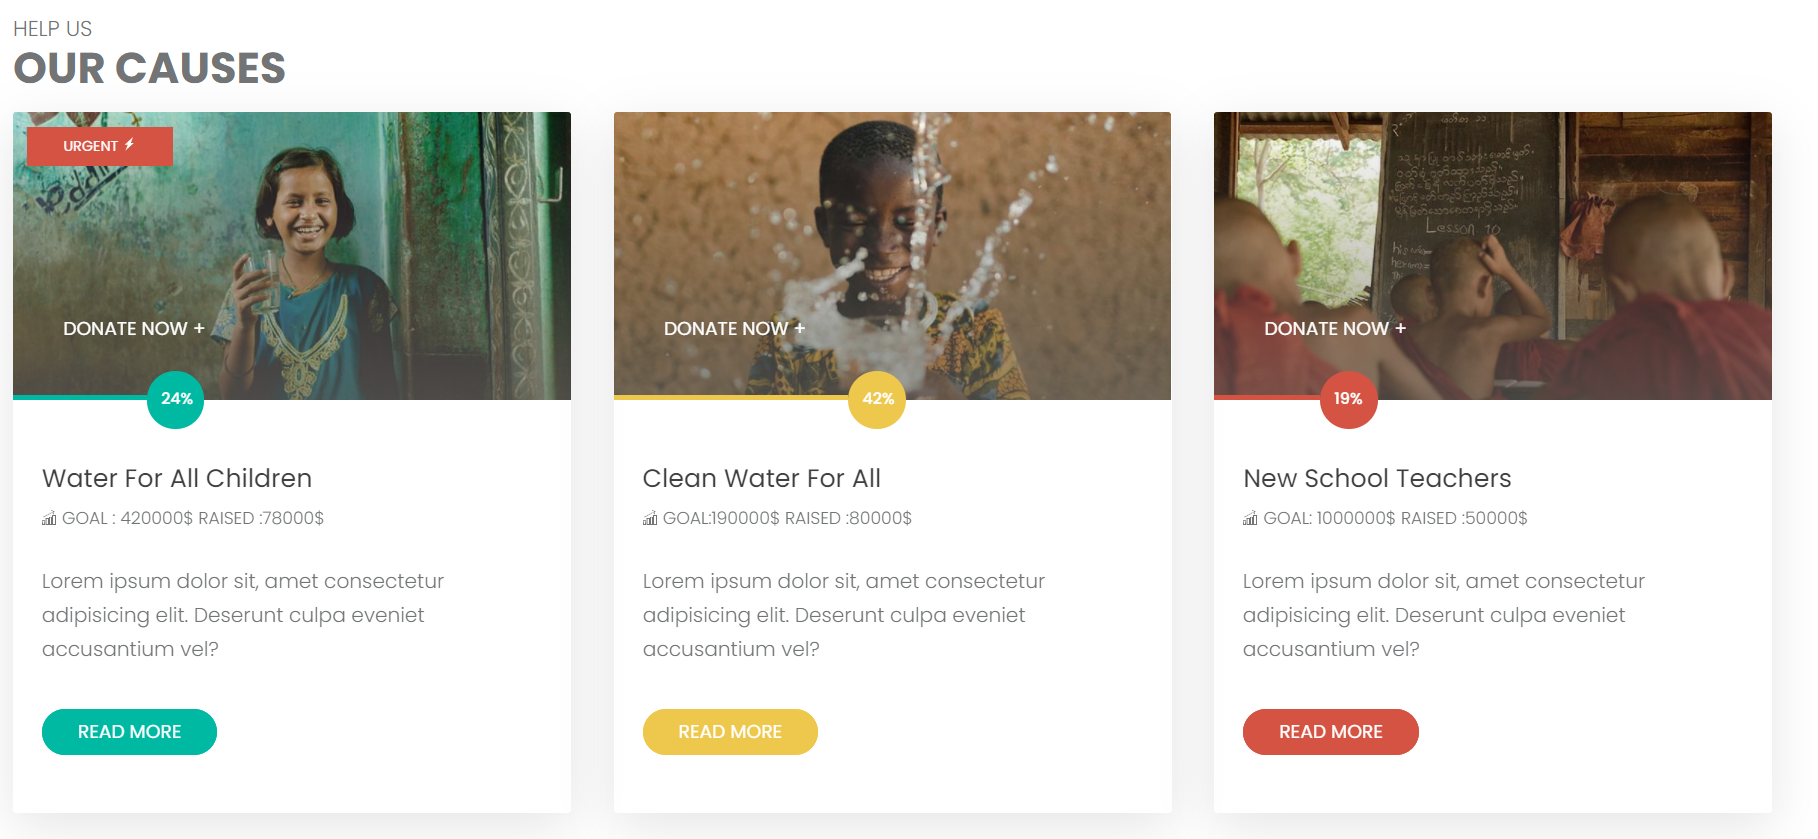 HELP US
OUR CAUSES
URGENT
DONATE NOW +
24%
Water For All Children
GOAL : 420000$ RAISED :78000$
Lorem ipsum dolor sit, amet consectetur
adipisicing elit. Deserunt culpa eveniet
accusantium vel?
READ MORE
DONATE NOW +
42%
Clean Water For All
GOAL:190000$ RAISED :80000$
Lorem ipsum dolor sit, amet consectetur
adipisicing elit. Deserunt culpa eveniet
accusantium vel?
READ MORE
Lesson 10
DONATE NOW +
19%
New School Teachers
GOAL: 1000000$ RAISED :50000$
Lorem ipsum dolor sit, amet consectetur
adipisicing elit. Deserunt culpa eveniet
accusantium vel?
READ MORE